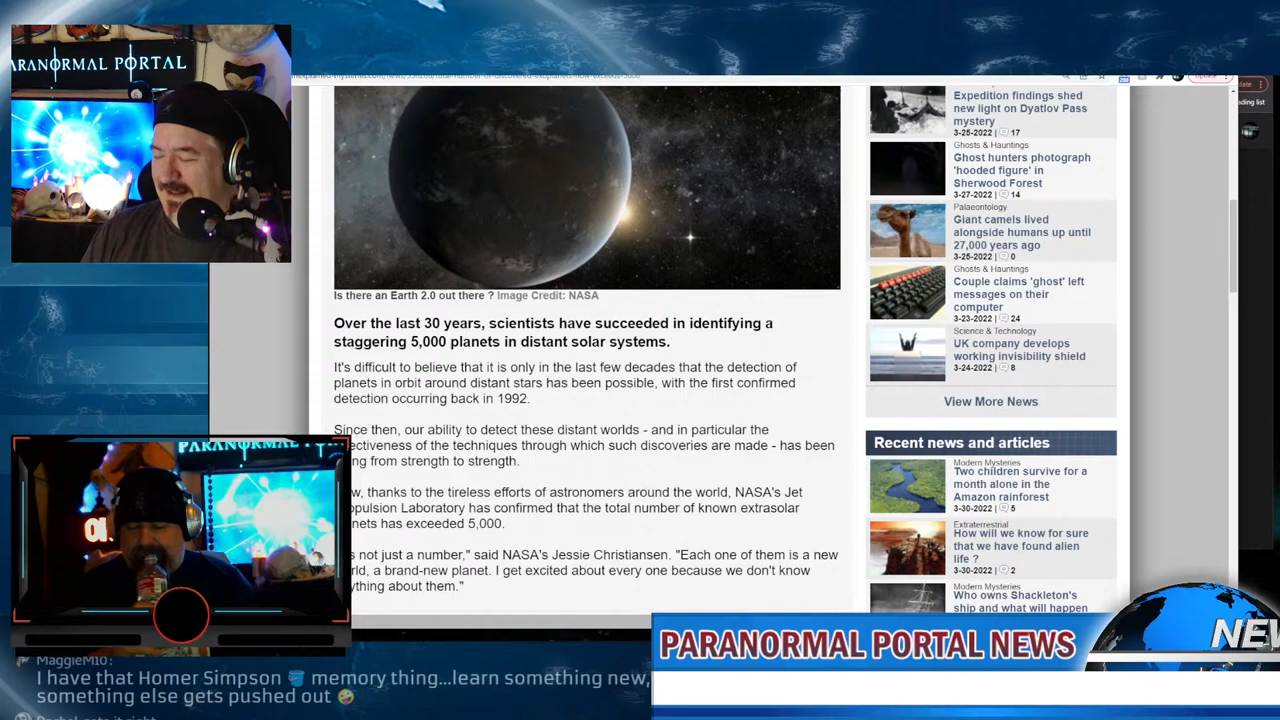 ARANORMAL PORTAL
Is there an Earth 2.0 out there ? Image Credit: NASA
Over the last 30 years, scientists have succeeded in identifying a
staggering 5,000 planets in distant solar systems.
It's difficult to believe that it is only in the last few decades that the detection of
planets in orbit around distant stars has been possible, with the first confirmed
detection occurring back in 1992.
Since then, our ability to detect these distant worlds - and in particular the
ectiveness of the techniques through which such discoveries are made - has been
ng from strength to strength.
w, thanks to the tireless efforts of astronomers around the world, NASA's Jet
opulsion Laboratory has confirmed that the total number of known extrasolar
nets has exceeded 5,000.
s not just a number," said NASA's Jessie Christiansen. "Each one of them is a new
rld, a brand-new planet. I get excited about every one because we don't know
ything about them."
Expedition findings shed
new light on Dyatlov Pass
mystery
3-25-2022 | 17
Ghosts & Hauntings
Ghost hunters photograph
'hooded figure' in
Sherwood Forest
3-27-2022 | 14
Palaeontology
Giant camels lived
alongside humans up until
27,000 years ago
3-25-2022 | 0
Ghosts & Hauntings
Couple claims 'ghost' left
messages on their
computer
3-23-2022 | 24
Science & Technology
UK company develops
working invisibility shield
3-24-2022 | 8
View More News
Recent news and articles
Modern Mysteries
Two children survive for a
month alone in the
Amazon rainforest
3-30-2022 | 5
Extraterrestrial
How will we know for sure
that we have found alien
life ?
3-30-2022 | 2
Modern Mysteries
Who owns Shackleton's
ship and what will happen
PARANORMAL PORTAL NEWS
NEW
MaggieM10:
I have that Homer Simpson memory thing...learn something new,
something else gets pushed out